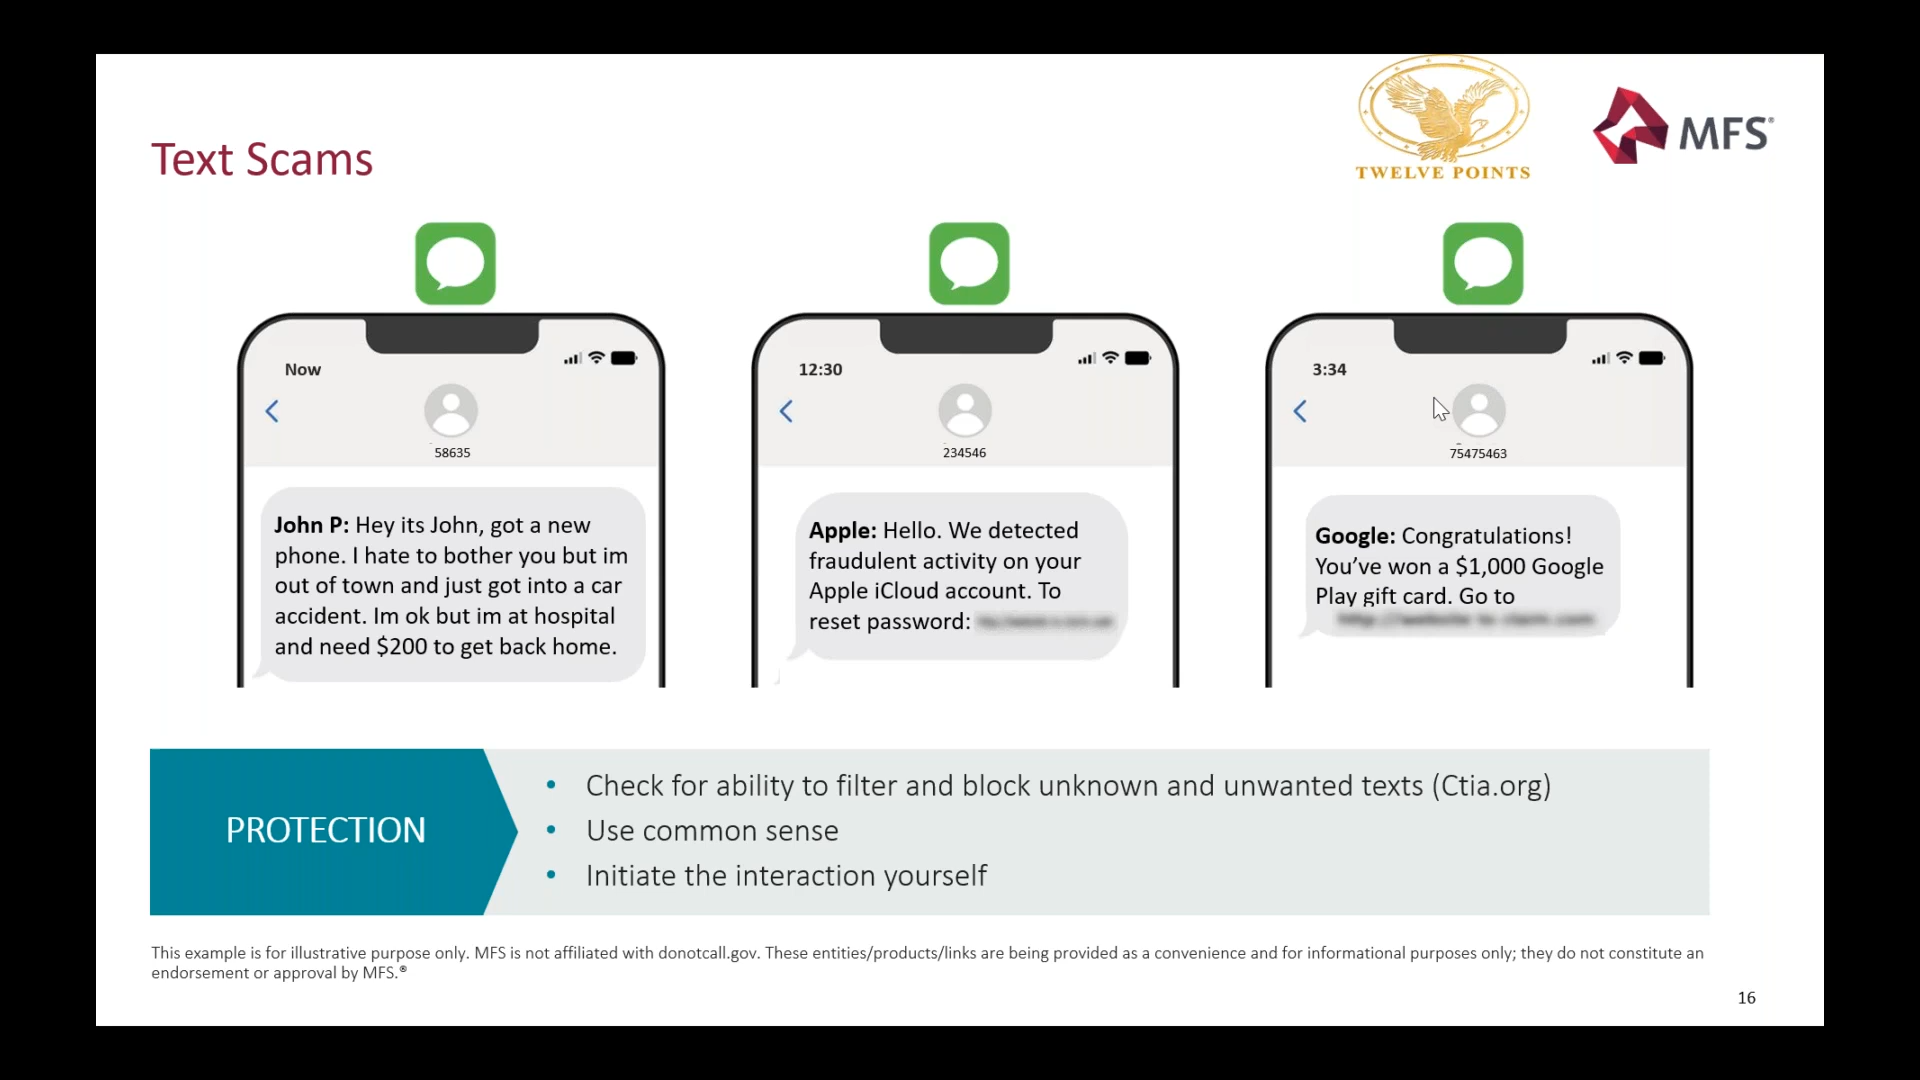 TWELVE POINTS
MFS®
Text Scams
Now
58635
John P: Hey its John, got a new
phone. I hate to bother you but im
out of town and just got into a car
accident. Im ok but im at hospital
and need $200 to get back home.
12:30
234546
Apple: Hello. We detected
fraudulent activity on your
Apple iCloud account. To
reset password:
3:34
75475463
Google: Congratulations!
You’ve won a $1,000 Google
Play gift card. Go to
PROTECTION
• Check for ability to filter and block unknown and unwanted texts (Ctia.org)
• Use common sense
• Initiate the interaction yourself
This example is for illustrative purpose only. MFS is not affiliated with donotcall.gov. These entities/products/links are being provided as a convenience and for informational purposes only; they do not constitute an
endorsement or approval by MFS.®
16